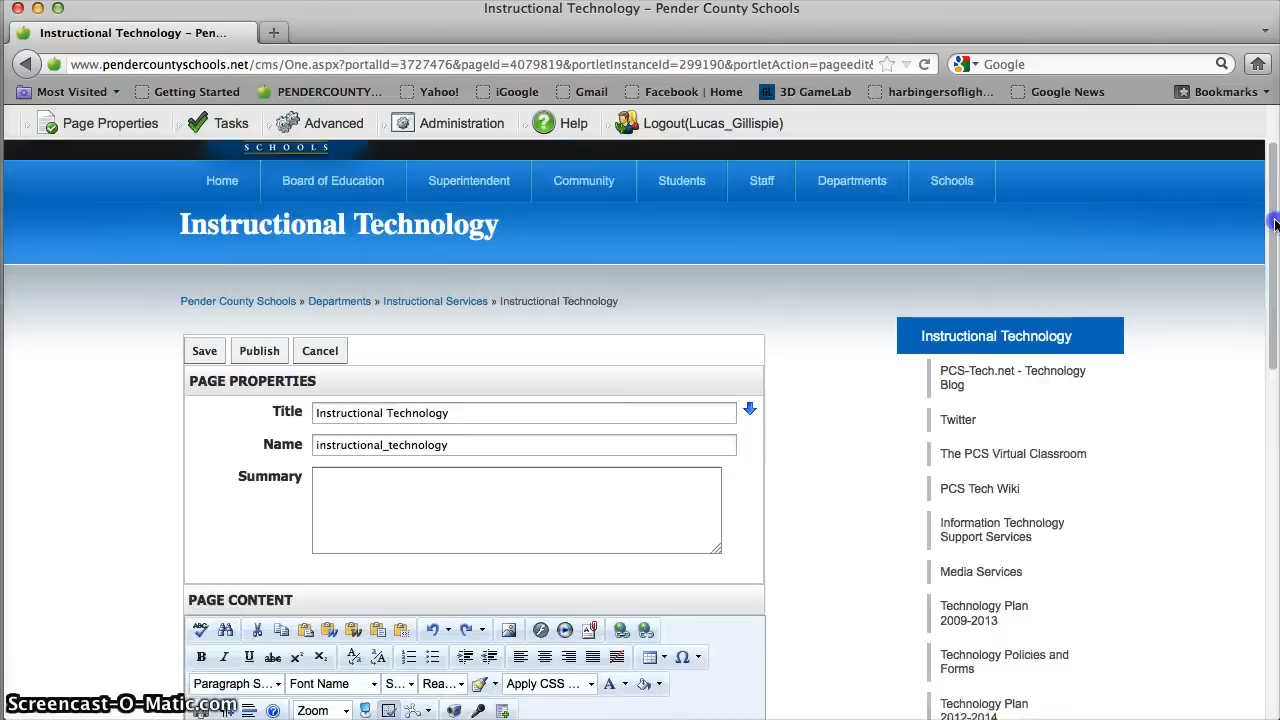 Instructional Technology – Pender County Schools
Instructional Technology – Pen...
www.pendercountyschools.net/cms/One.aspx?portalId=3727476&pageId=4079819&portletInstanceId=299190&portletAction=pageedit&
Google
Most Visited
Getting Started
PENDERCOUNTY...
Yahoo!
iGoogle
Gmail
Facebook | Home
3D GameLab
harbingersofligh...
Google News
Bookmarks
Page Properties
Tasks
Advanced
Administration
Help
Logout(Lucas_Gillispie)
SCHOOLS
Home
Board of Education
Superintendent
Community
Students
Staff
Departments
Schools
Instructional Technology
Pender County Schools » Departments » Instructional Services » Instructional Technology
Save
Publish
Cancel
PAGE PROPERTIES
Title
Instructional Technology
Name
instructional_technology
Summary
PAGE CONTENT
Paragraph S...
Font Name
S...
Rea...
Apply CSS ...
Zoom
Instructional Technology
PCS-Tech.net - Technology
Blog
Twitter
The PCS Virtual Classroom
PCS Tech Wiki
Information Technology
Support Services
Media Services
Technology Plan
2009-2013
Technology Policies and
Forms
Technology Plan
2012-2014
Screencast-O-Matic.com